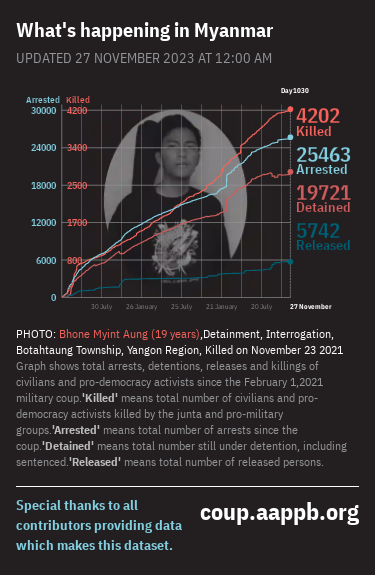 What's happening in Myanmar
UPDATED 27 NOVEMBER 2023 AT 12:00 AM
Day1030
Arrested Killed
30000 4200
4202
Killed
24000 3400
25463
Arrested
18000 2500
19721
Detained
12000 1700
5742
Released
6000 800
0
30 July 26 January 25 July 21 January 20 July 27 November
PHOTO: Bhone Myint Aung (19 years),Detainment, Interrogation,
Botahtaung Township, Yangon Region, Killed on November 23 2021
Graph shows total arrests, detentions, releases and killings of
civilians and pro-democracy activists since the February 1,2021
military coup.'Killed' means total number of civilians and pro-
democracy activists killed by the junta and pro-military
groups.'Arrested' means total number of arrests since the
coup.'Detained' means total number still under detention, including
sentenced.'Released' means total number of released persons.
Special thanks to all
contributors providing data
which makes this dataset.
coup.aappb.org